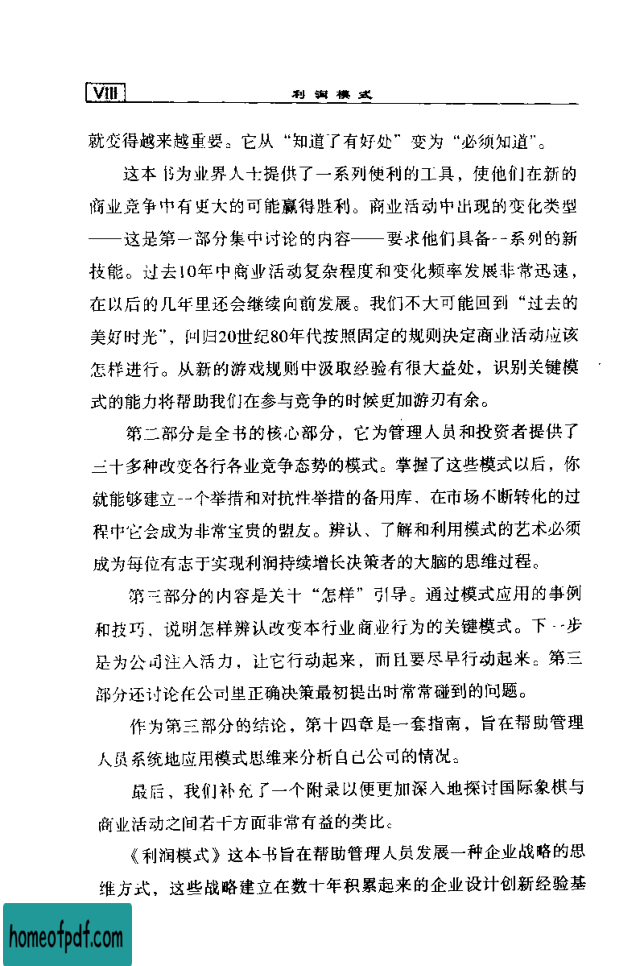 VIII
利润模式
就变得越来越重要。它从“知道了有好处”变为“必须知道”。
这本书为业界人士提供了一系列便利的工具，使他们在新的
商业竞争中有更大的可能赢得胜利。商业活动中出现的变化类型
——这是第一部分集中讨论的内容——要求他们具备一系列的新
技能。过去10年中商业活动复杂程度和变化频率发展非常迅速，
在以后的几年里还会继续向前发展。我们不大可能回到“过去的
美好时光”，回归20世纪80年代按照固定的规则决定商业活动应该
怎样进行。从新的游戏规则中汲取经验有很大益处，识别关键模
式的能力将帮助我们在参与竞争的时候更加游刃有余。
第二部分是全书的核心部分，它为管理人员和投资者提供了
三十多种改变各行各业竞争态势的模式。掌握了这些模式以后，你
就能够建立一个举措和对抗性举措的备用库，在市场不断转化的过
程中它会成为非常宝贵的盟友。辨认、了解和利用模式的艺术必须
成为每位有志于实现利润持续增长决策者的大脑的思维过程。
第三部分的内容是关于“怎样”引导。通过模式应用的事例
和技巧，说明怎样辨认改变本行业商业行为的关键模式。下一步
是为公司注入活力，让它行动起来，而且要尽早行动起来。第三
部分还讨论在公司里正确决策最初提出时常常碰到的问题。
作为第三部分的结论，第十四章是一套指南，旨在帮助管理
人员系统地应用模式思维来分析自己公司的情况。
最后，我们补充了一个附录以便更加深入地探讨国际象棋与
商业活动之间若干方面非常有益的类比。
《利润模式》这本书旨在帮助管理人员发展一种企业战略的思
维方式，这些战略建立在数十年积累起来的企业设计创新经验基
homeofpdf.com